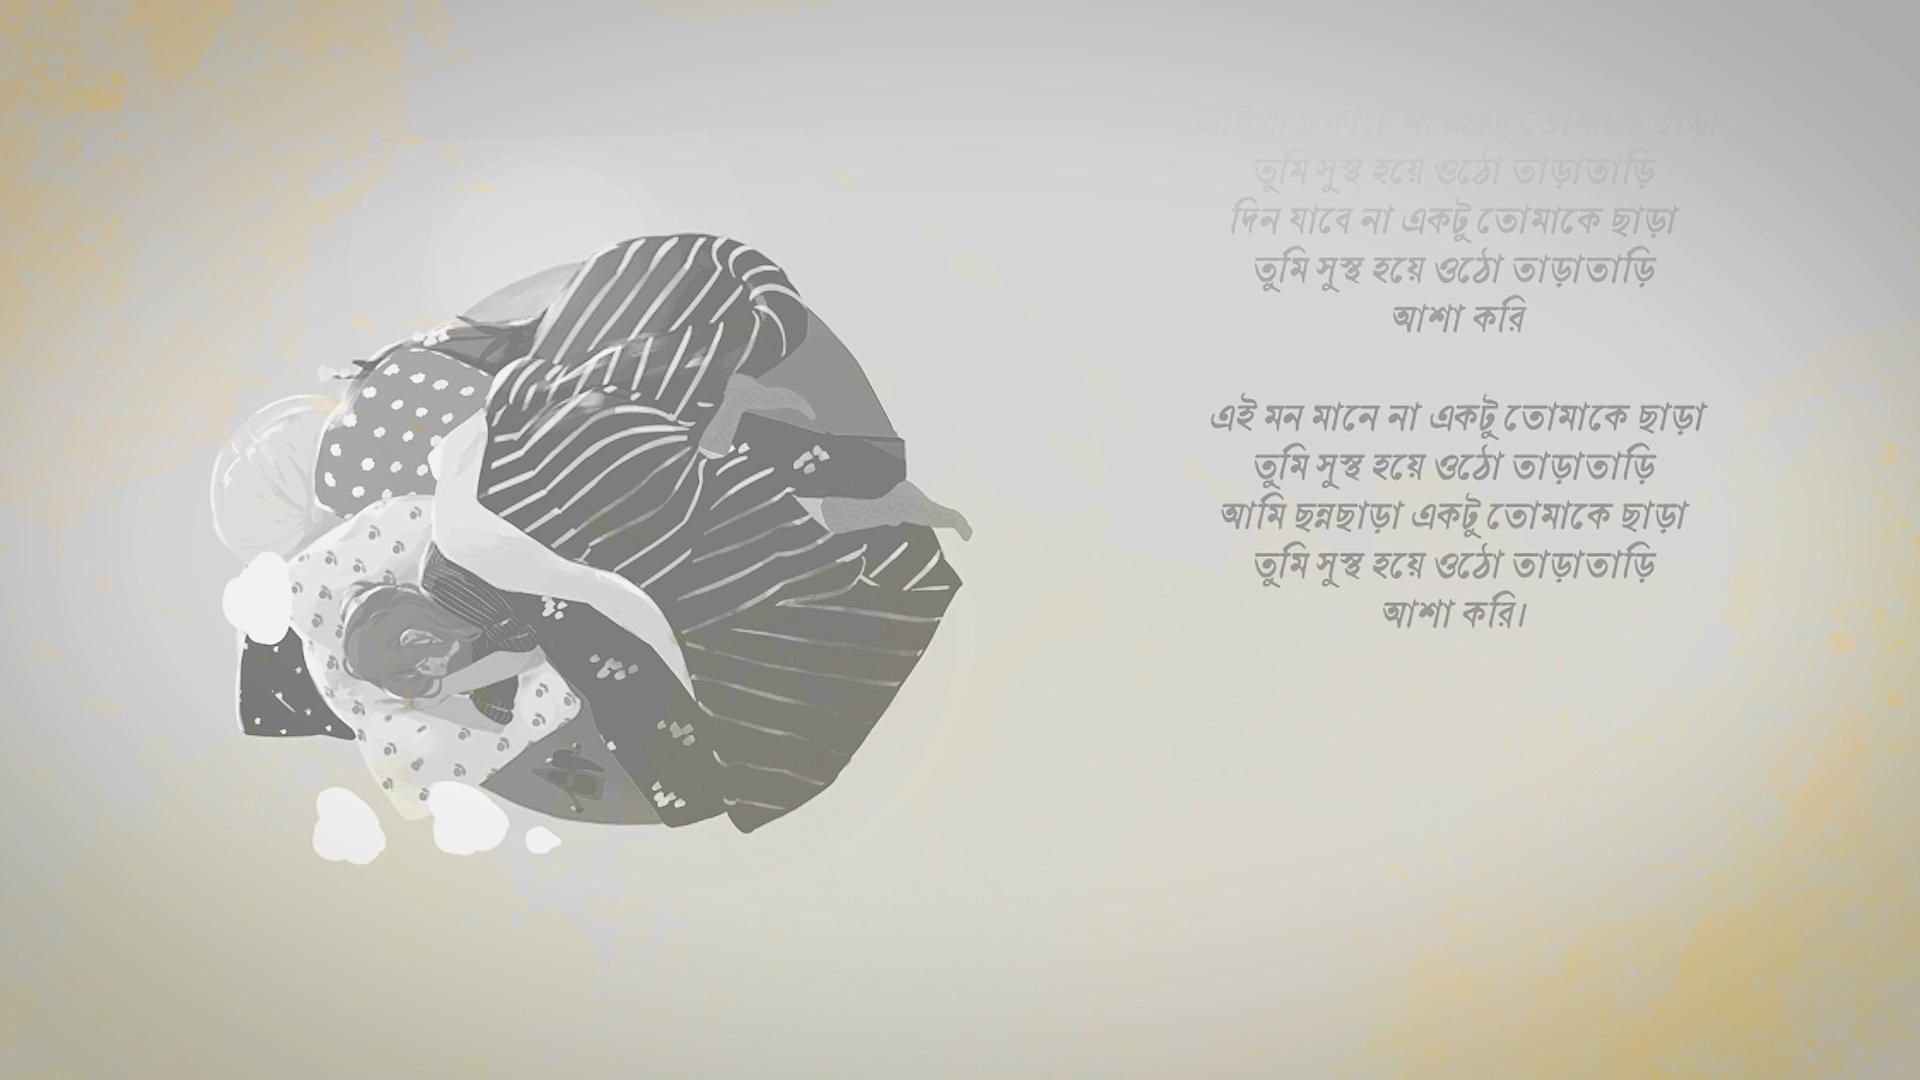 তাই রাত কাটে না একটু তোমাকে ছাড়া
তুমি সুস্থ হয়ে ওঠো তাড়াতাড়ি
দিন যাবে না একটু তোমাকে ছাড়া
তুমি সুস্থ হয়ে ওঠো তাড়াতাড়ি
আশা করি
এই মন মানে না একটু তোমাকে ছাড়া
তুমি সুস্থ হয়ে ওঠো তাড়াতাড়ি
আমি ছন্নছাড়া একটু তোমাকে ছাড়া
তুমি সুস্থ হয়ে ওঠো তাড়াতাড়ি
আশা করি।